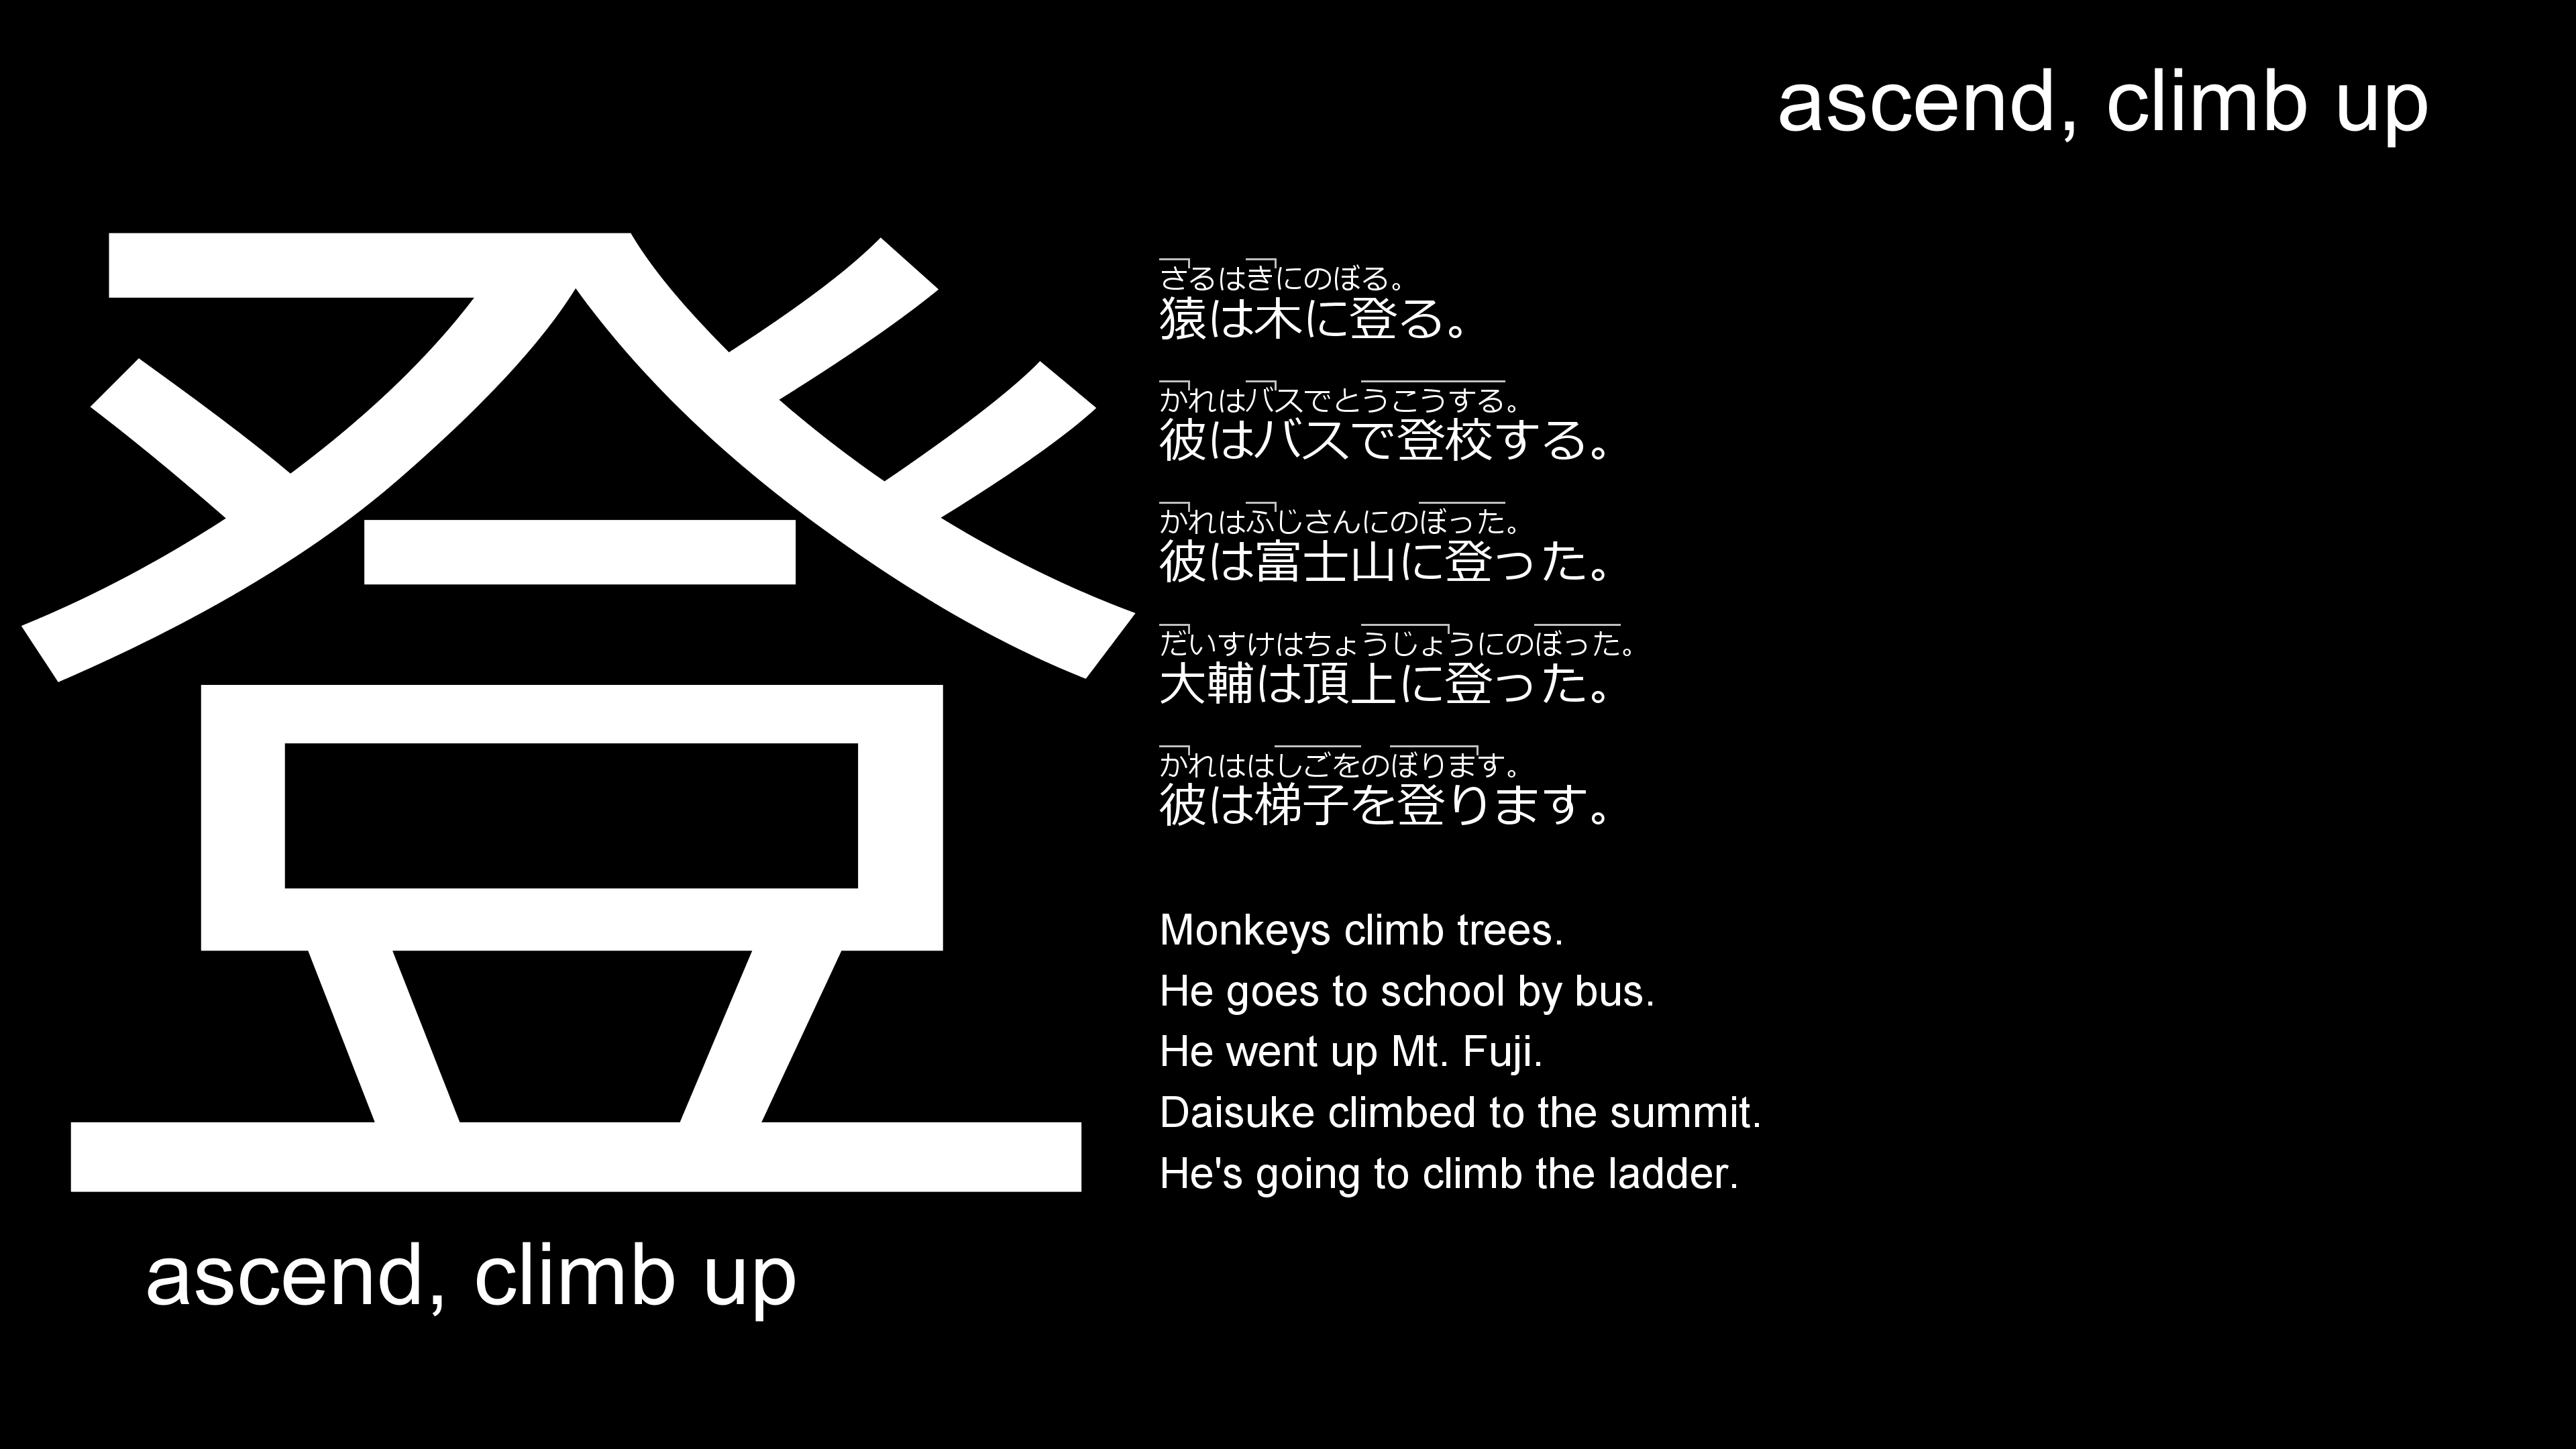 ascend, climb up
登
ascend, climb up
さるはきにのぼる。
猿は木に登る。
かれはバスでとうこうする。
彼はバスで登校する。
かれはふじさんにのぼった。
彼は富士山に登った。
だいすけはちょうじょうにのぼった。
大輔は頂上に登った。
かれははしごをのぼります。
彼は梯子を登ります。
Monkeys climb trees.
He goes to school by bus.
He went up Mt. Fuji.
Daisuke climbed to the summit.
He's going to climb the ladder.